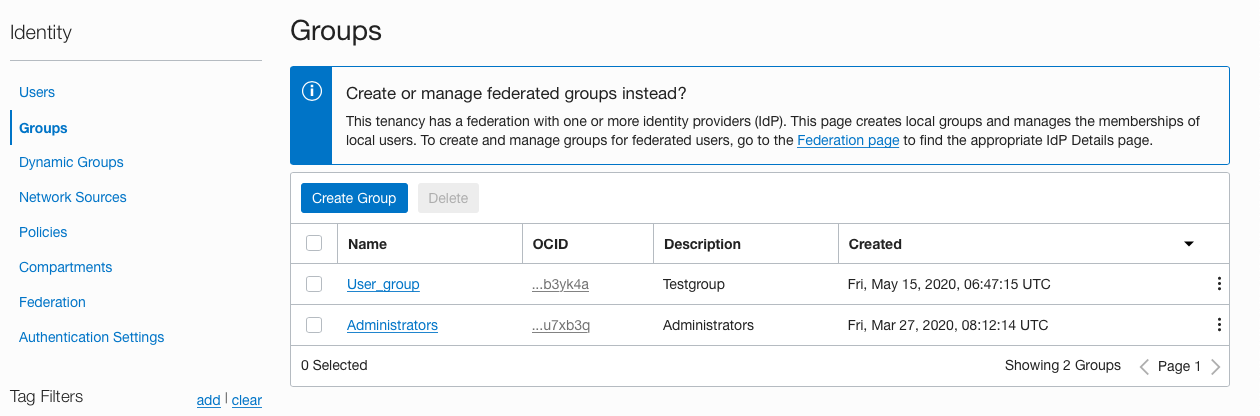 Identity
Users
Groups
Dynamic Groups
Network Sources
Policies
Compartments
Federation
Authentication Settings
Tag Filters add | clear
Groups
Create or manage federated groups instead?
This tenancy has a federation with one or more identity providers (IdP). This page creates local groups and manages the memberships of
local users. To create and manage groups for federated users, go to the Federation page to find the appropriate IdP Details page.
Create Group Delete
Name OCID Description Created
User_group ...b3yk4a Testgroup Fri, May 15, 2020, 06:47:15 UTC
Administrators ...u7xb3q Administrators Fri, Mar 27, 2020, 08:12:14 UTC
0 Selected Showing 2 Groups Page 1